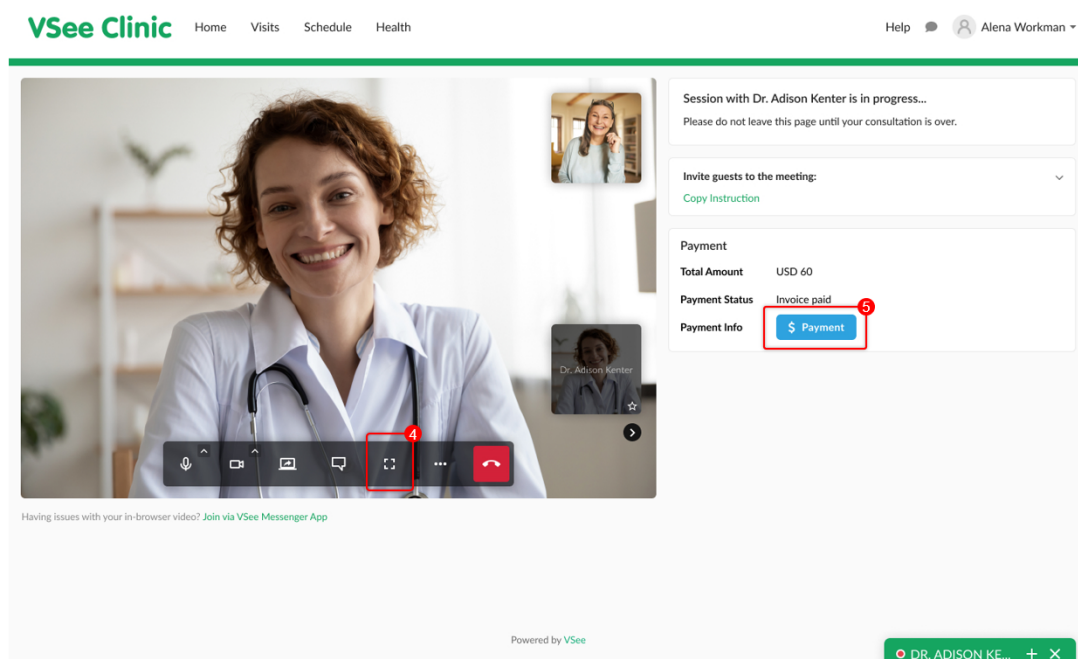 VSee Clinic Home Visits Schedule Health Help Alena Workman
Session with Dr. Adison Kenter is in progress...
Please do not leave this page until your consultation is over.
Invite guests to the meeting:
Copy Instruction
Payment
Total Amount USD 60
Payment Status Invoice paid
5
Payment Info $ Payment
Dr. Adison Kenter
4
Having issues with your in-browser video? Join via VSee Messenger App
Powered by VSee
DR. ADISON KE...